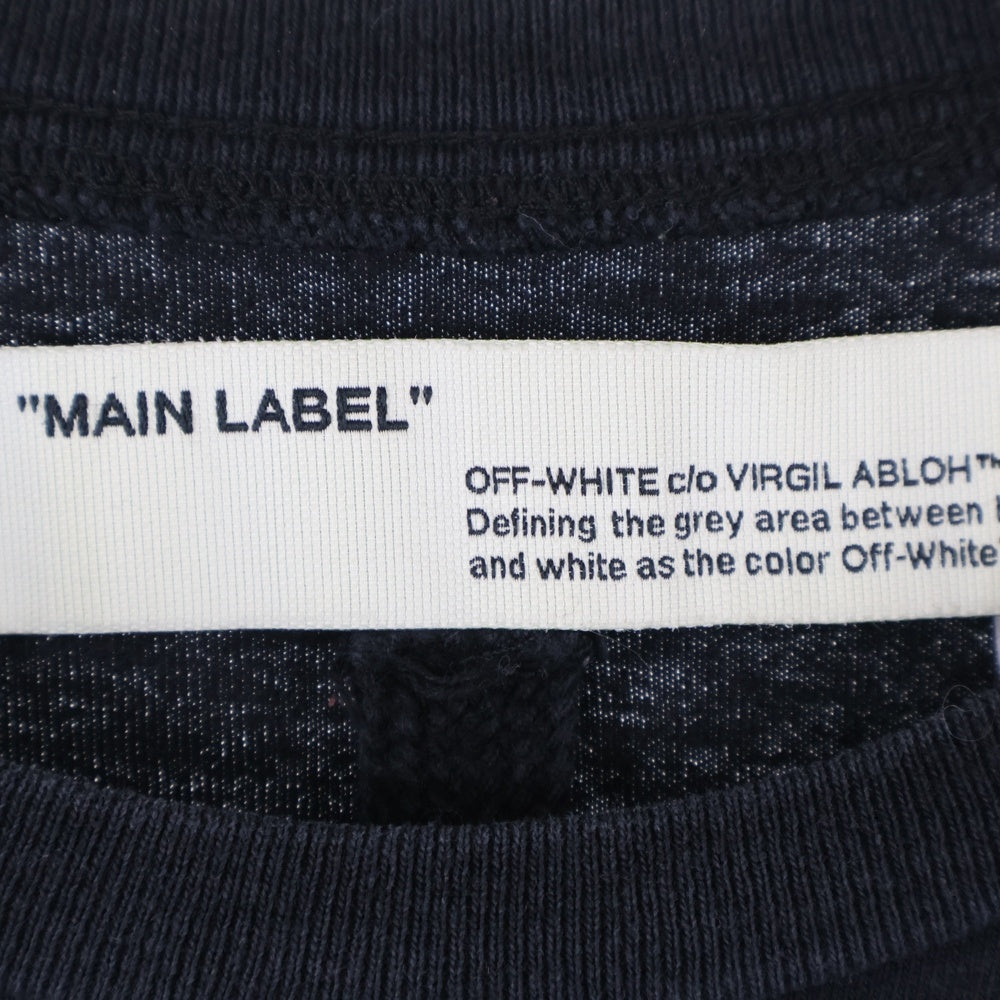 "MAIN LABEL"
OFF-WHITE c/o VIRGIL ABLOH™
Defining the grey area between
and white as the color Off-White